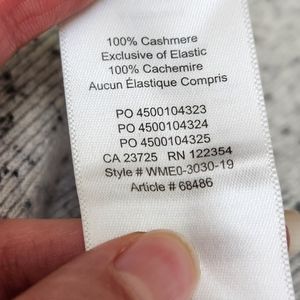 100% Cashmere
Exclusive of Elastic
100% Cachemire
Aucun Élastique Compris
PO 4500104323
PO 4500104324
PO 4500104325
CA 23725 RN 122354
Style # WME0-3030-19
Article # 68486